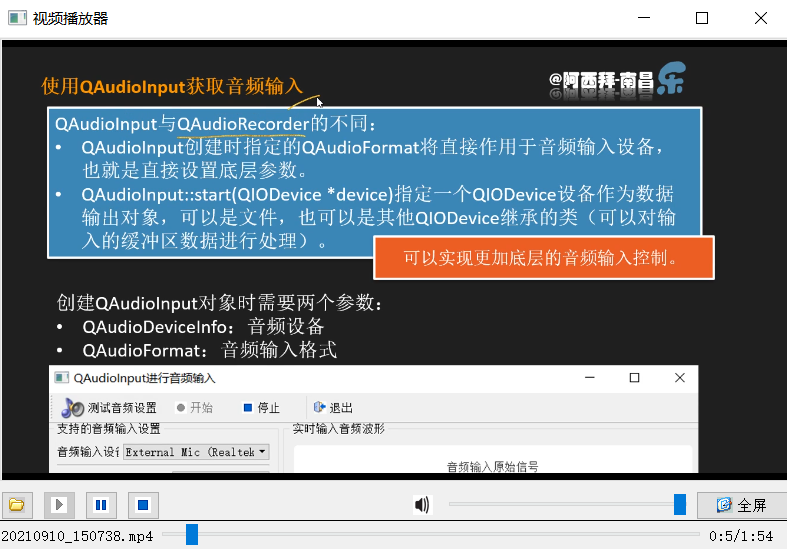 视频播放器
使用QAudioInput获取音频输入
@阿西拜-南昌
QAudioInput与QAudioRecorder的不同：
• QAudioInput创建时指定的QAudioFormat将直接作用于音频输入设备，
也就是直接设置底层参数。
• QAudioInput::start(QIODevice *device)指定一个QIODevice设备作为数据
输出对象，可以是文件，也可以是其他QIODevice继承的类（可以对输
入的缓冲区数据进行处理）。
可以实现更加底层的音频输入控制。
创建QAudioInput对象时需要两个参数：
• QAudioDeviceInfo：音频设备
• QAudioFormat：音频输入格式
QAudioInput进行音频输入
测试音频设置 开始 停止 退出
支持的音频输入设置 实时输入音频波形
音频输入设备 External Mic (Realtek
音频输入原始信号
全屏
20210910_150738.mp4 0:5/1:54